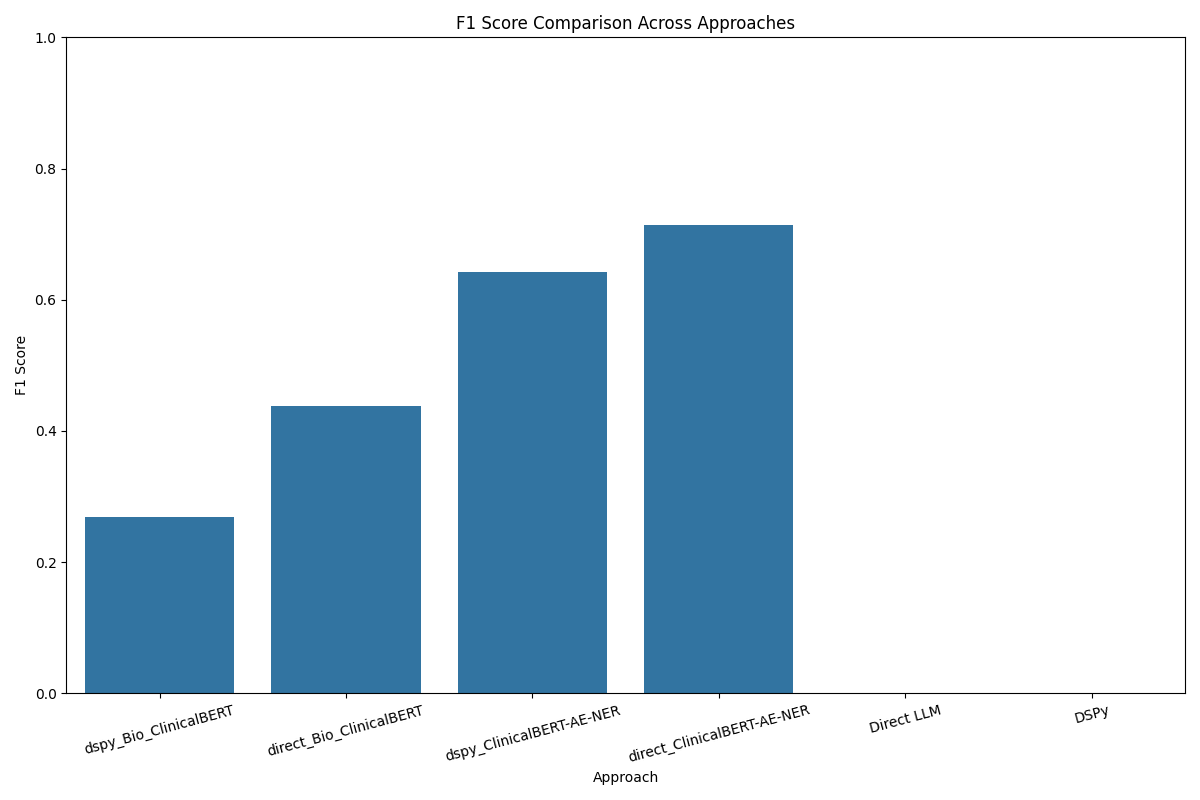 F1 Score Comparison Across Approaches
1.0
0.8
0.6
0.4
0.2
0.0
F1 Score
dspy_Bio_ClinicalBERT
direct_Bio_ClinicalBERT
dspy_ClinicalBERT-AE-NER
direct_ClinicalBERT-AE-NER
Direct LLM
DSPy
Approach